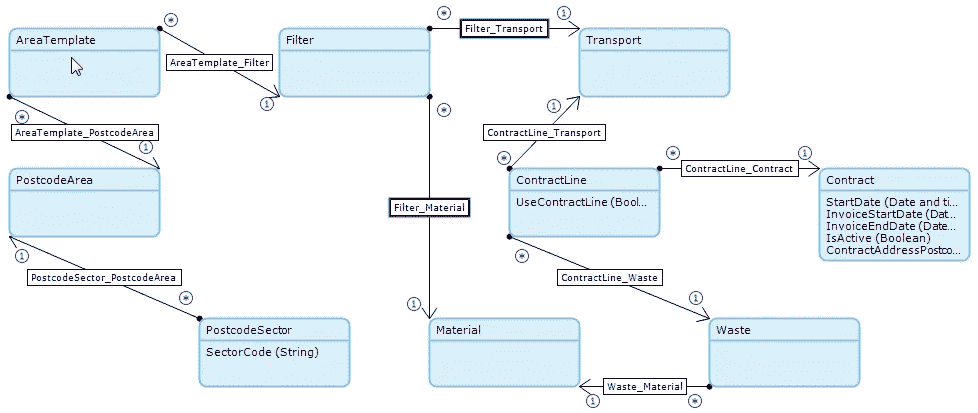 *
*
Filter_Transport
1
AreaTemplate
AreaTemplate_Filter
Filter
Transport
1
*
*
AreaTemplate_PostcodeArea
1
1
ContractLine_Transport
*
*
ContractLine_Contract
1
PostcodeArea
ContractLine
UseContractLine (Bool...
Contract
StartDate (Date and ti...
InvoiceStartDate (Dat...
InvoiceEndDate (Date...
IsActive (Boolean)
ContractAddressPostco...
Filter_Material
1
*
PostcodeSector_PostcodeArea
ContractLine_Waste
*
1
1
PostcodeSector
SectorCode (String)
Material
Waste
Waste_Material
1
*